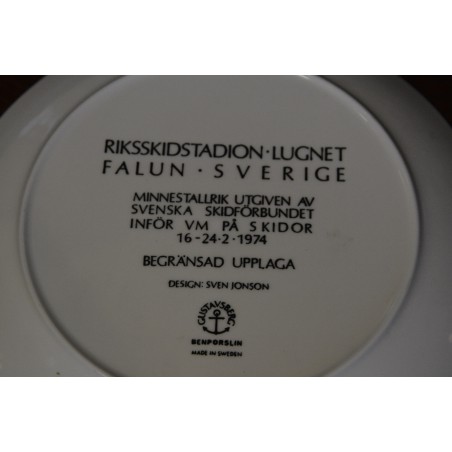 RIKSSKIDSTADION·LUGNET
FALUN · SVERIGE
MINNESTALLRIK UTGIVEN AV
SVENSKA SKIDFÖRBUNDET
INFÖR VM PÅ SKIDOR
16-24·2·1974
BEGRÄNSAD UPPLAGA
DESIGN: SVEN JONSON
GUSTAVSBERG
BENPORSLIN
MADE IN SWEDEN